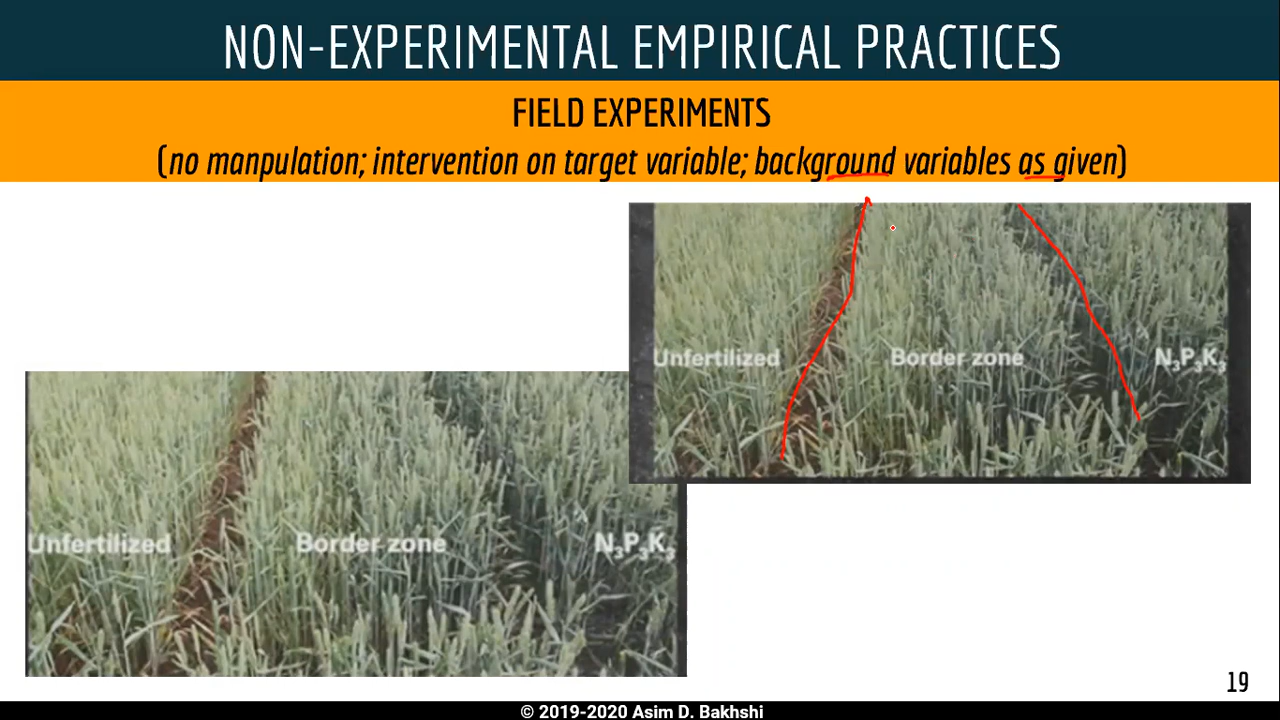 NON-EXPERIMENTAL EMPIRICAL PRACTICES
FIELD EXPERIMENTS
(no manpulation; intervention on target variable; background variables as given)
Unfertilized Border zone N₃P₃K₃
Unfertilized Border zone N₃P₃K₃
19
© 2019-2020 Asim D. Bakhshi